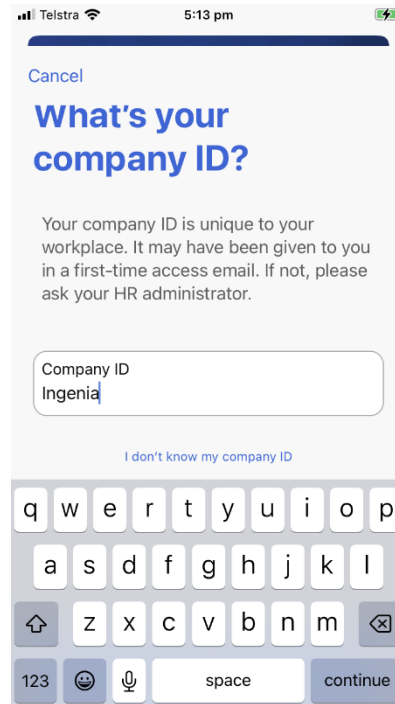 Telstra 5:13 pm
Cancel
What's your
company ID?
Your company ID is unique to your
workplace. It may have been given to you
in a first-time access email. If not, please
ask your HR administrator.
Company ID
Ingenia
I don't know my company ID
q w e r t y u i o p
a s d f g h j k l
z x c v b n m
123 space continue